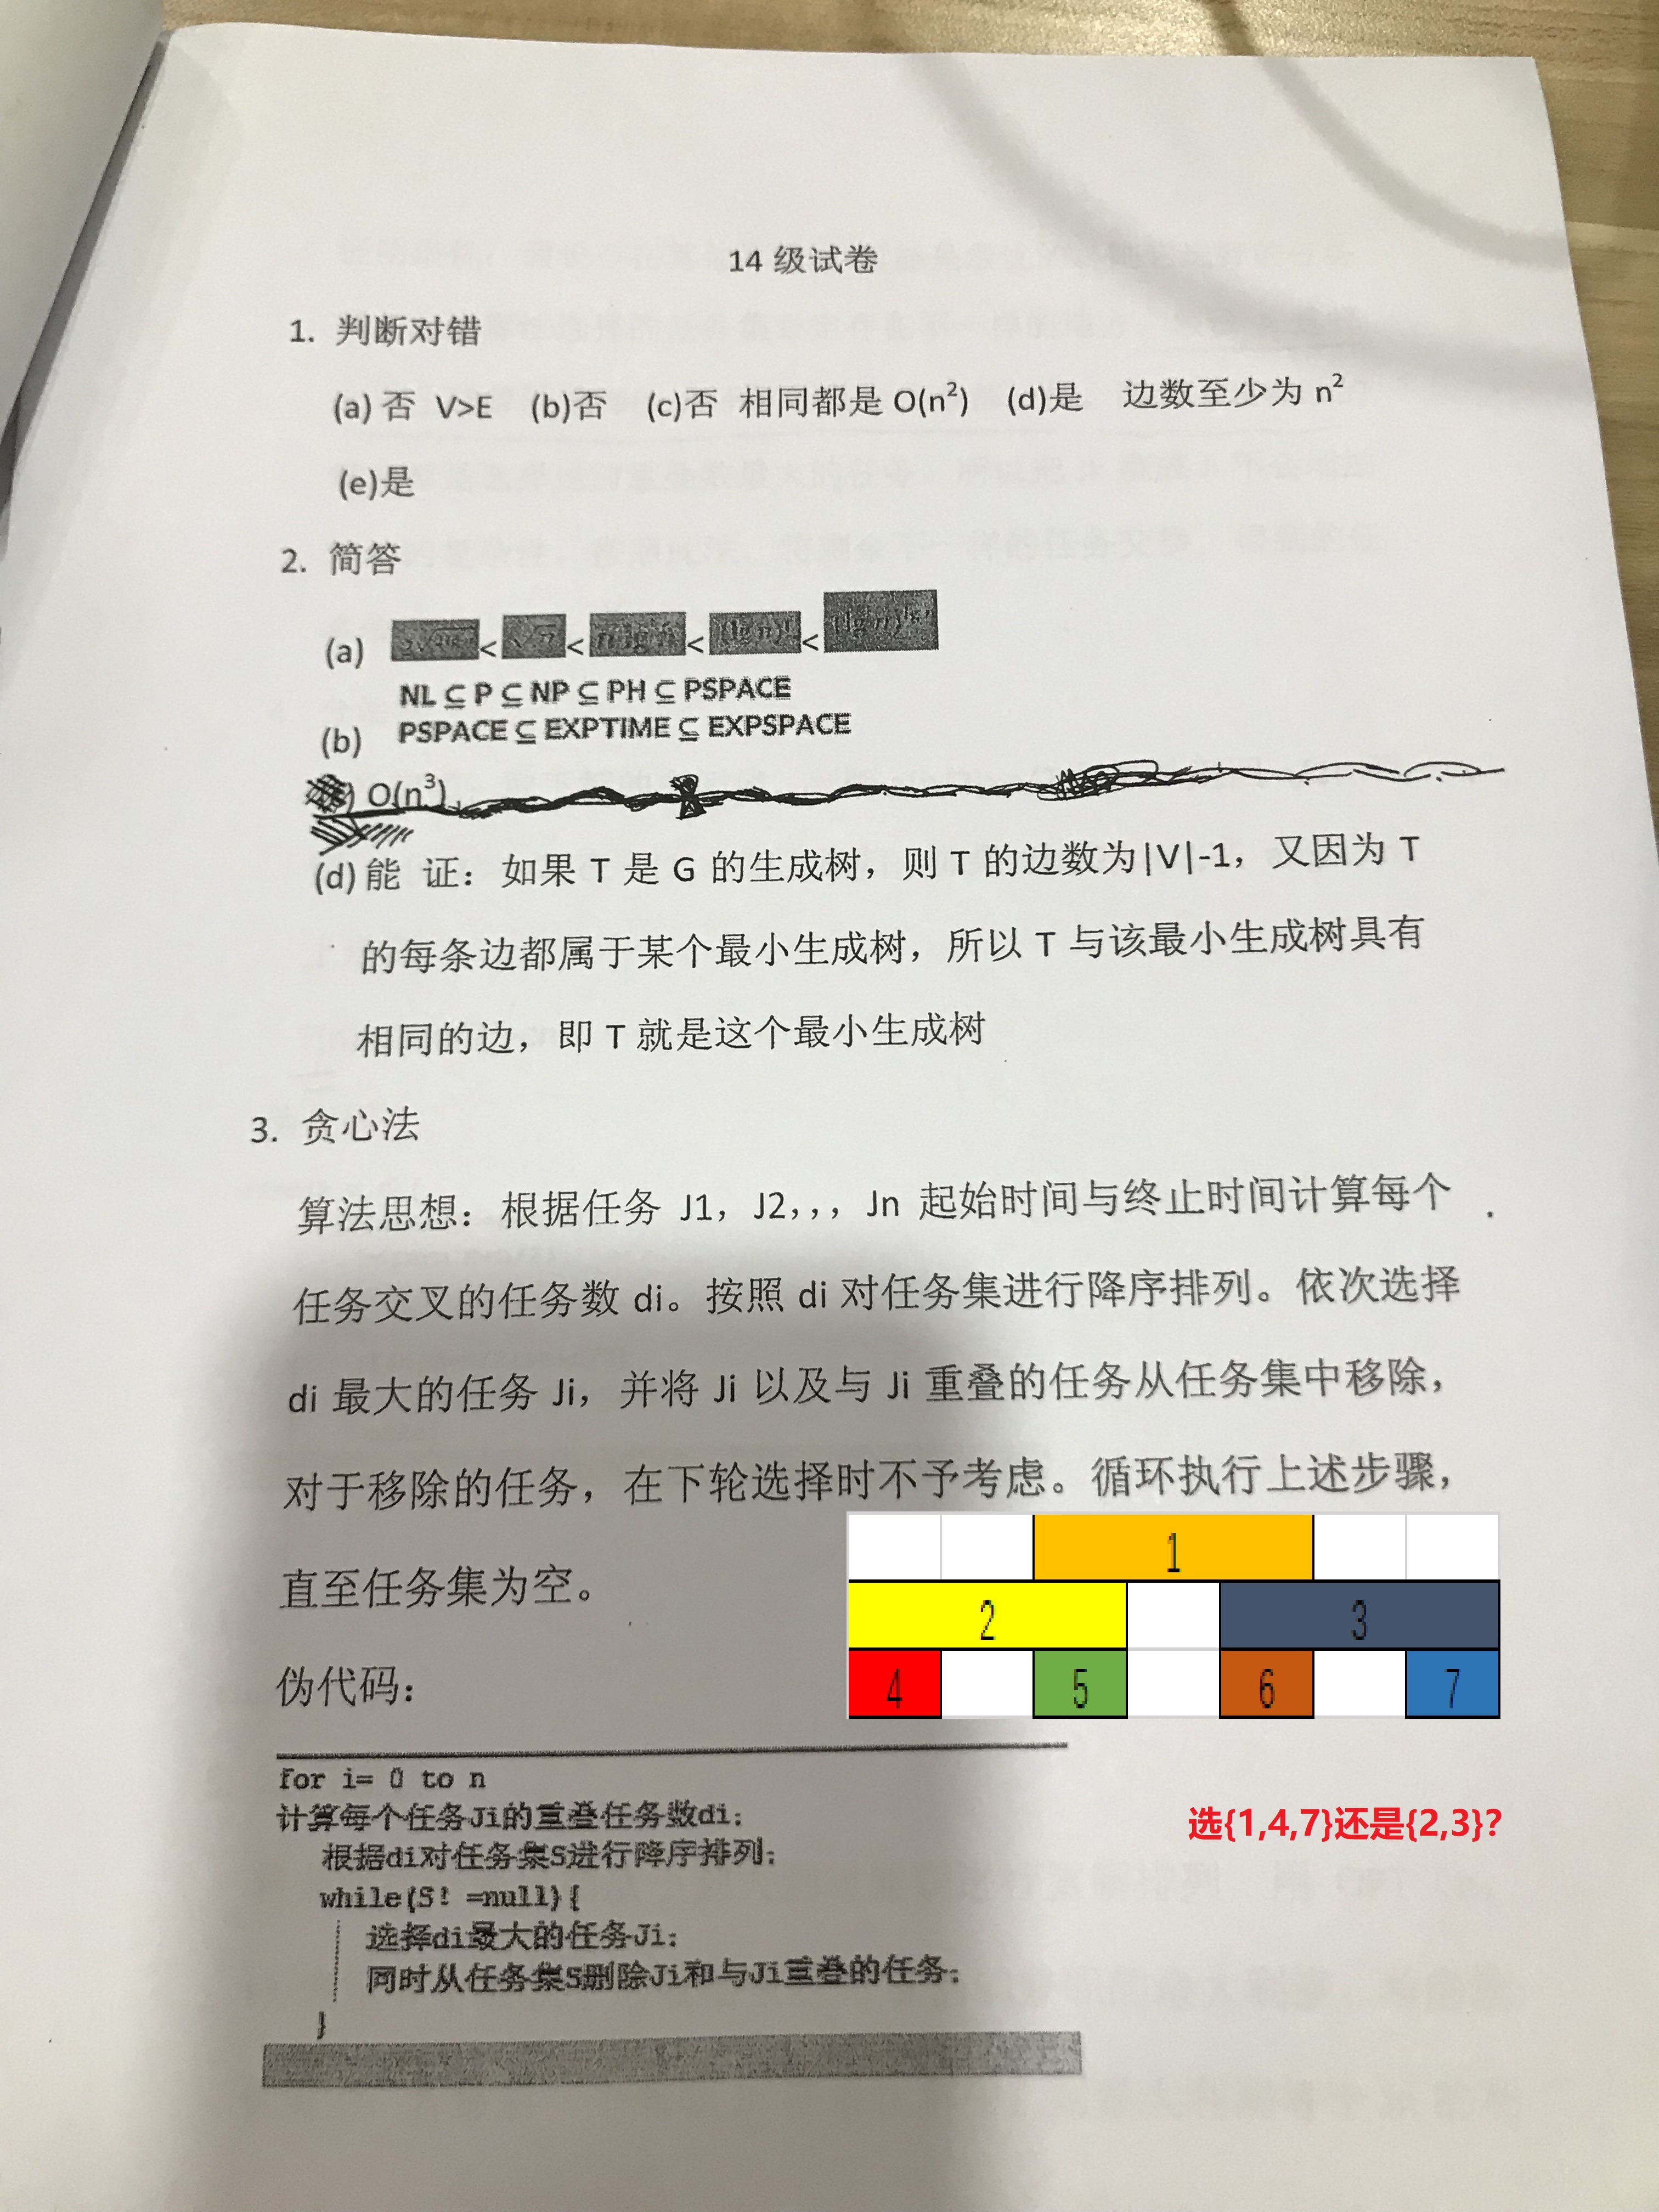 14 级试卷
1. 判断对错
(a) 否 V>E (b)否 (c)否 相同都是 O(n²) (d)是 边数至少为 n²
(e)是
2. 简答
(a) < < < <
NL ⊆ P ⊆ NP ⊆ PH ⊆ PSPACE
(b) PSPACE ⊆ EXPTIME ⊆ EXPSPACE
O(n³)
(d) 能 证：如果 T 是 G 的生成树，则 T 的边数为|V|-1，又因为 T
的每条边都属于某个最小生成树，所以 T 与该最小生成树具有
相同的边，即 T 就是这个最小生成树
3. 贪心法
算法思想：根据任务 J1，J2，，，Jn 起始时间与终止时间计算每个
任务交叉的任务数 di。按照 di 对任务集进行降序排列。依次选择
di 最大的任务 Ji，并将 Ji 以及与 Ji 重叠的任务从任务集中移除，
对于移除的任务，在下轮选择时不予考虑。循环执行上述步骤，
直至任务集为空。
1
2 3
4 5 6 7
伪代码：
for i= 0 to n
计算每个任务Ji的重叠任务数di；
根据di对任务集S进行降序排列；
while(S! =null){
选择di最大的任务Ji；
同时从任务集S删除Ji和与Ji重叠的任务；
}
选{1,4,7}还是{2,3}?